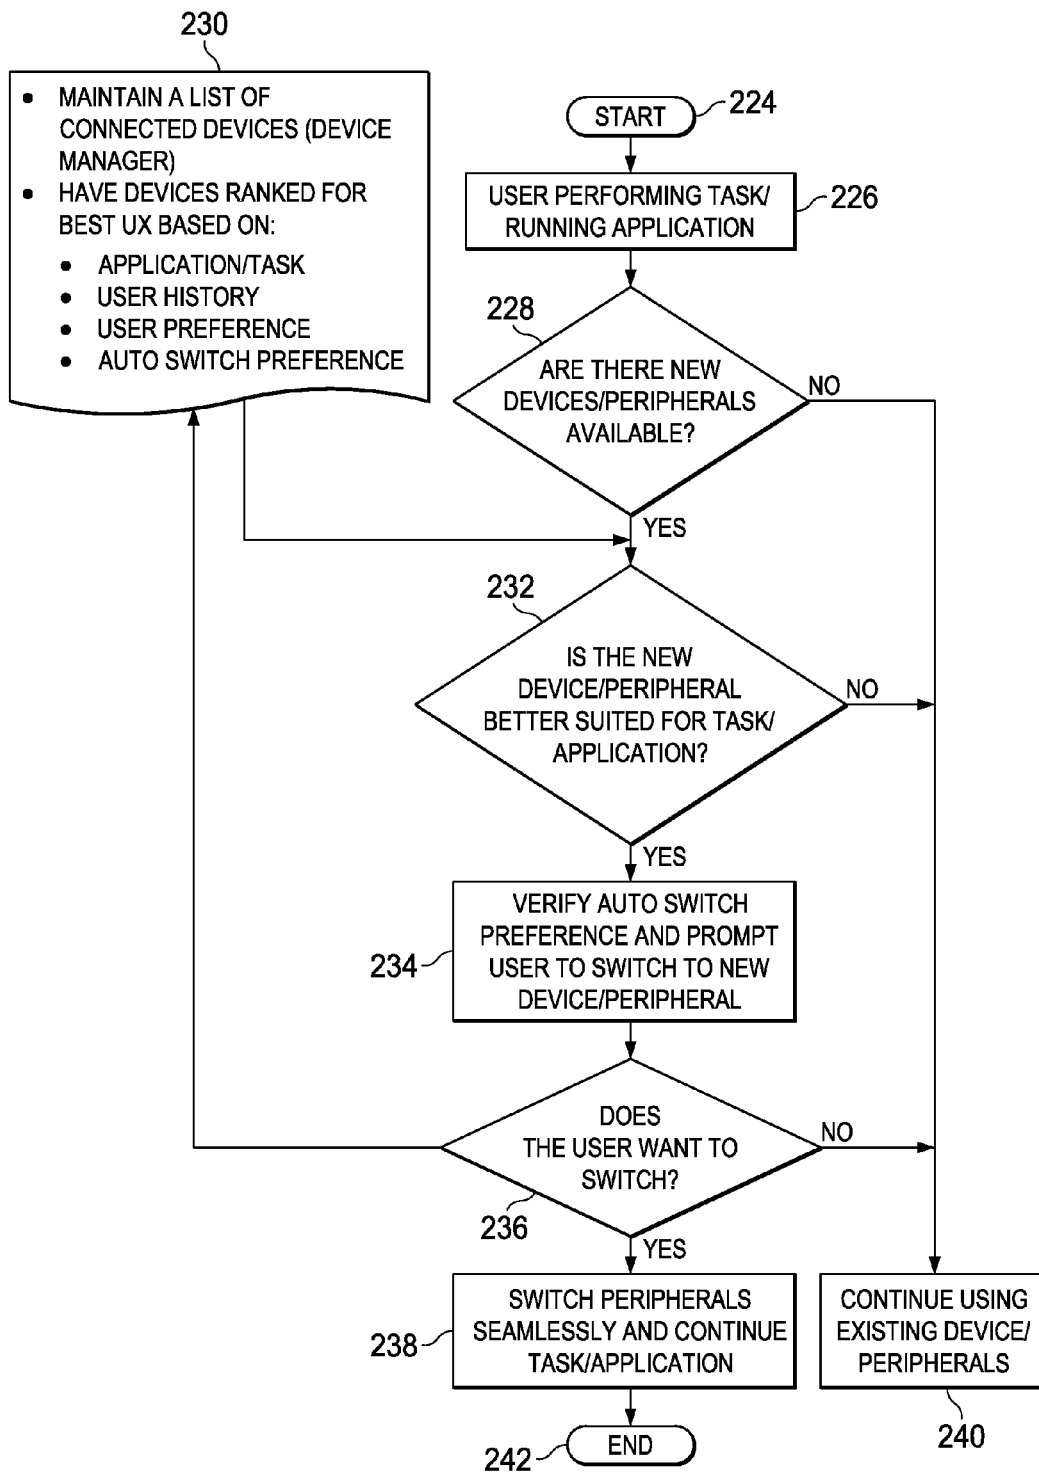 230
• MAINTAIN A LIST OF
CONNECTED DEVICES (DEVICE
MANAGER)
• HAVE DEVICES RANKED FOR
BEST UX BASED ON:
• APPLICATION/TASK
• USER HISTORY
• USER PREFERENCE
• AUTO SWITCH PREFERENCE
START
224
USER PERFORMING TASK/
RUNNING APPLICATION
226
228
ARE THERE NEW
DEVICES/PERIPHERALS
AVAILABLE?
NO
YES
232
IS THE NEW
DEVICE/PERIPHERAL
BETTER SUITED FOR TASK/
APPLICATION?
NO
YES
234
VERIFY AUTO SWITCH
PREFERENCE AND PROMPT
USER TO SWITCH TO NEW
DEVICE/PERIPHERAL
DOES
THE USER WANT TO
SWITCH?
NO
236
YES
238
SWITCH PERIPHERALS
SEAMLESSLY AND CONTINUE
TASK/APPLICATION
CONTINUE USING
EXISTING DEVICE/
PERIPHERALS
240
END
242